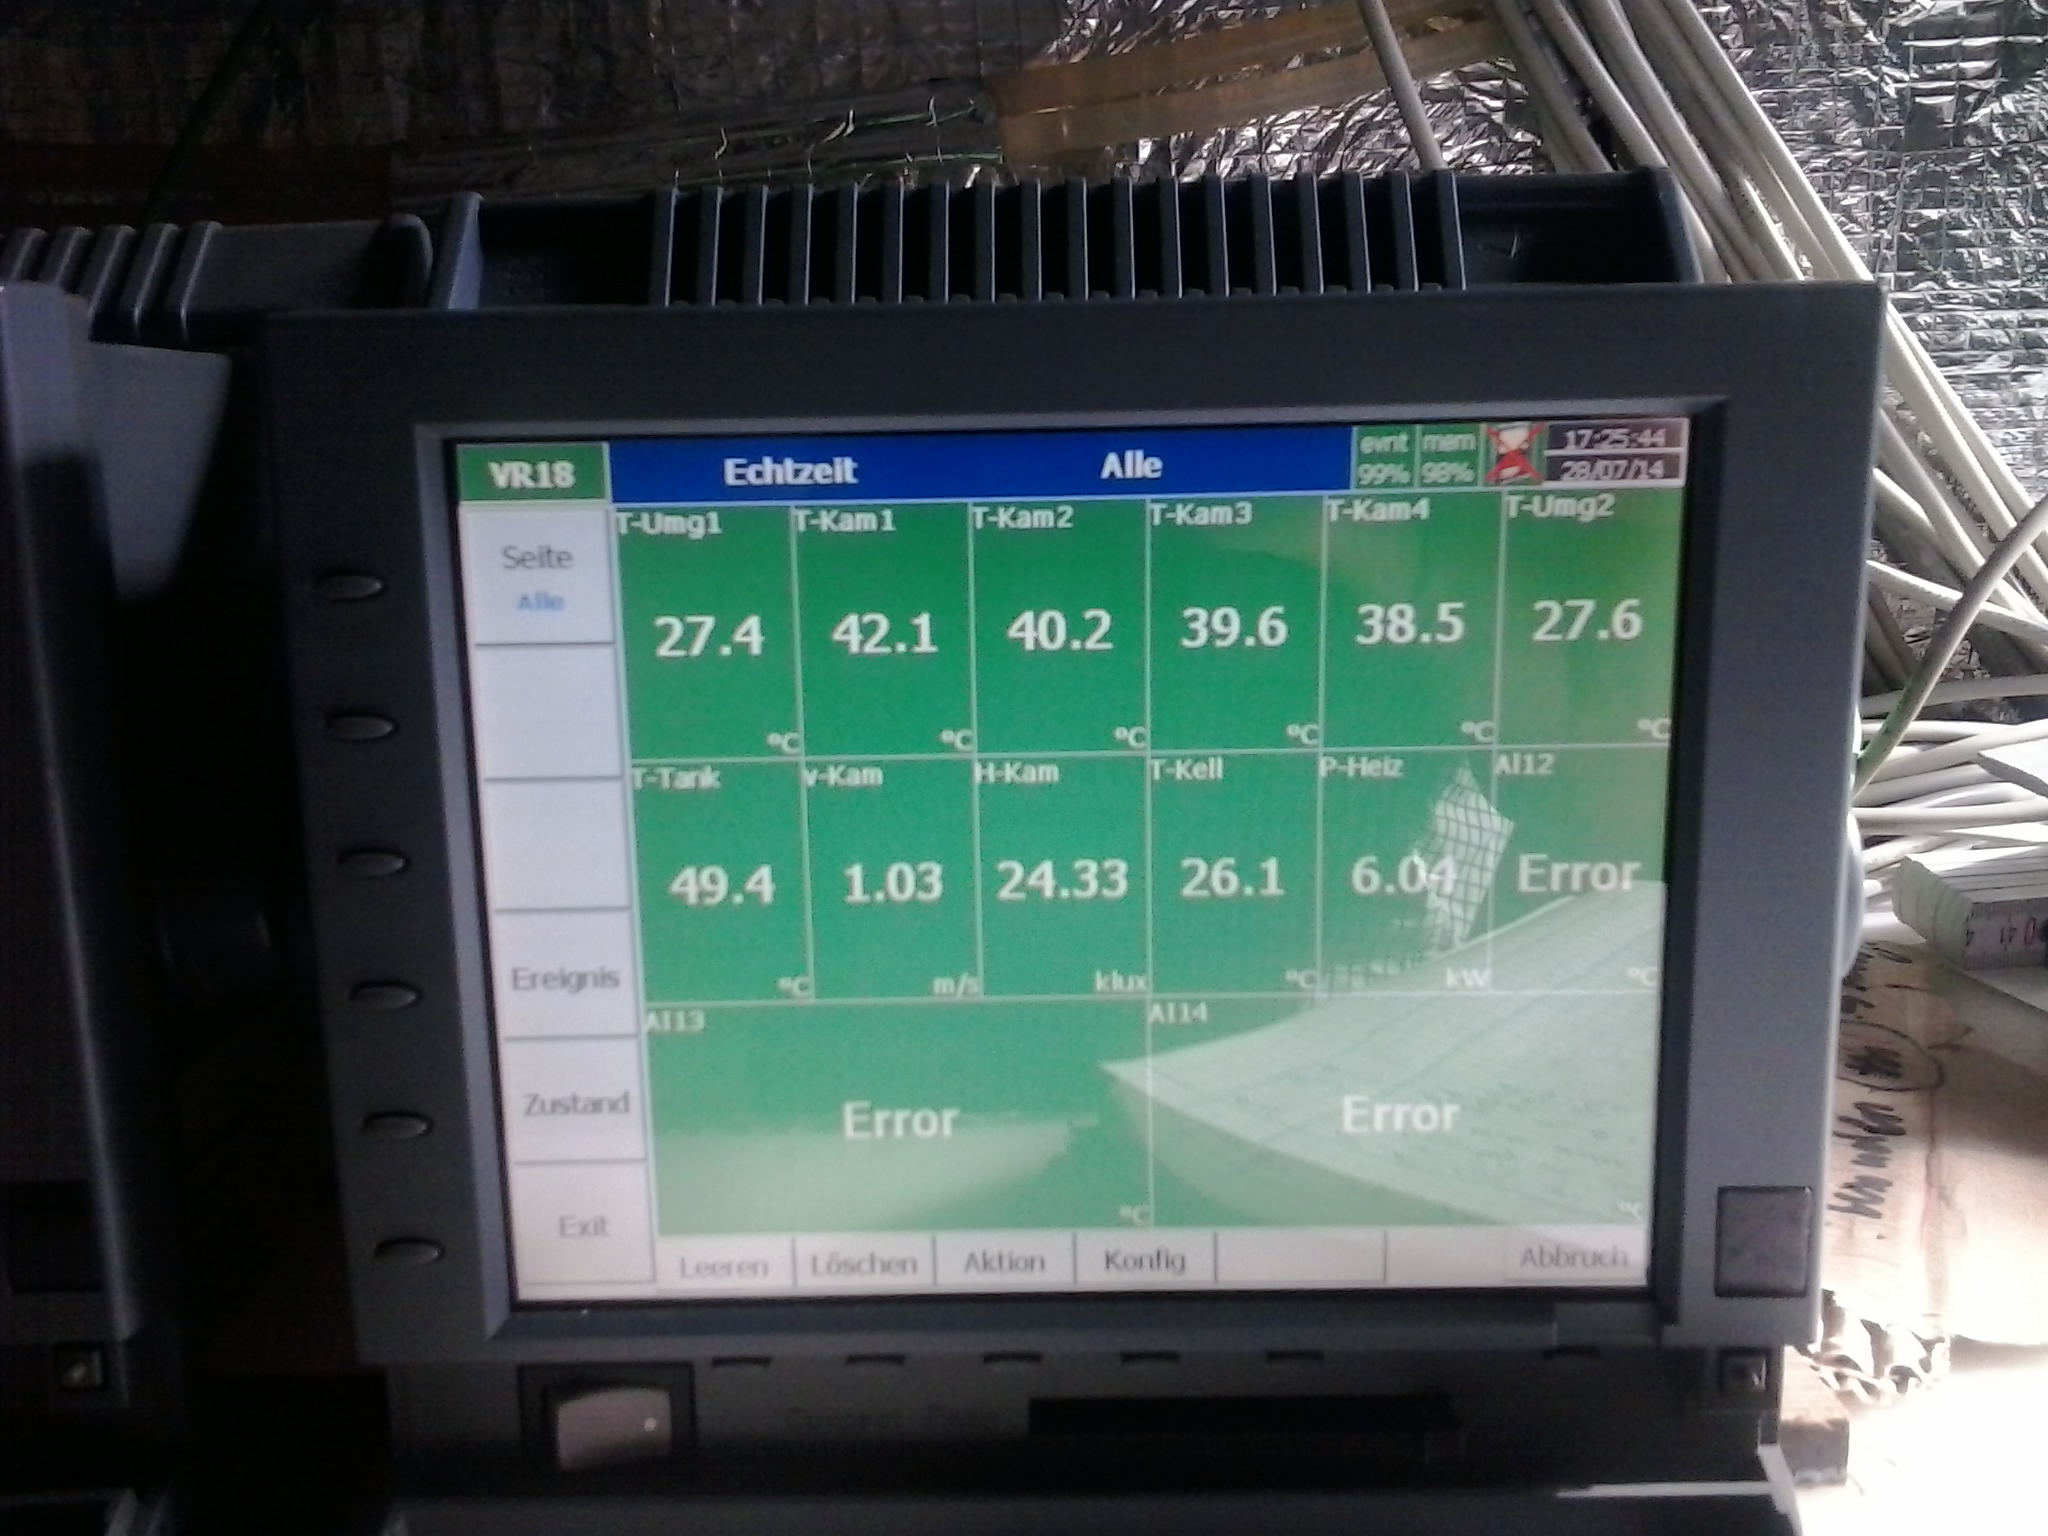 VR18 Echtzeit Alle evnt mem 17:25:44
99% 98% 28/07/14
Seite
Alle
Ereignis
Zustand
Exit
T-Umg1 T-Kam1 T-Kam2 T-Kam3 T-Kam4 T-Umg2
27.4 42.1 40.2 39.6 38.5 27.6
°C °C °C °C °C °C
T-Tank v-Kam H-Kam T-Kell P-Heiz AI12
49.4 1.03 24.33 26.1 6.04 Error
°C m/s klux °C kW °C
AI13 AI14
Error Error
°C °C
Leeren Löschen Aktion Konfig Abbruch